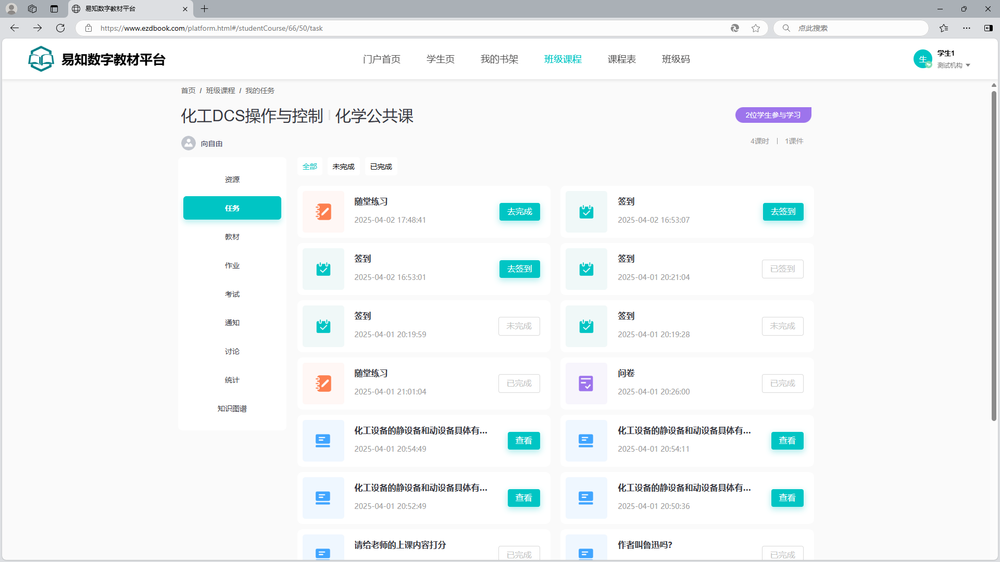 易知数字教材平台
https://www.ezdbook.com/platform.html#/studentCourse/66/50/task
点此搜索
易知数字教材平台
门户首页
学生页
我的书架
班级课程
课程表
班级码
生
学生1
测试机构
首页 / 班级课程 / 我的任务
化工DCS操作与控制 | 化学公共课
2位学生参与学习
向自由
4课时 | 1课件
资源
任务
教材
作业
考试
通知
讨论
统计
知识图谱
全部
未完成
已完成
随堂练习
2025-04-02 17:48:41
去完成
签到
2025-04-02 16:53:07
去签到
签到
2025-04-02 16:53:01
去签到
签到
2025-04-01 20:21:04
已签到
签到
2025-04-01 20:19:59
未完成
签到
2025-04-01 20:19:28
未完成
随堂练习
2025-04-01 21:01:04
已完成
问卷
2025-04-01 20:26:00
已完成
化工设备的静设备和动设备具体有...
2025-04-01 20:54:49
查看
化工设备的静设备和动设备具体有...
2025-04-01 20:54:11
查看
化工设备的静设备和动设备具体有...
2025-04-01 20:52:49
查看
化工设备的静设备和动设备具体有...
2025-04-01 20:50:36
查看
请给老师的上课内容打分
已完成
作者叫鲁迅吗?
已完成